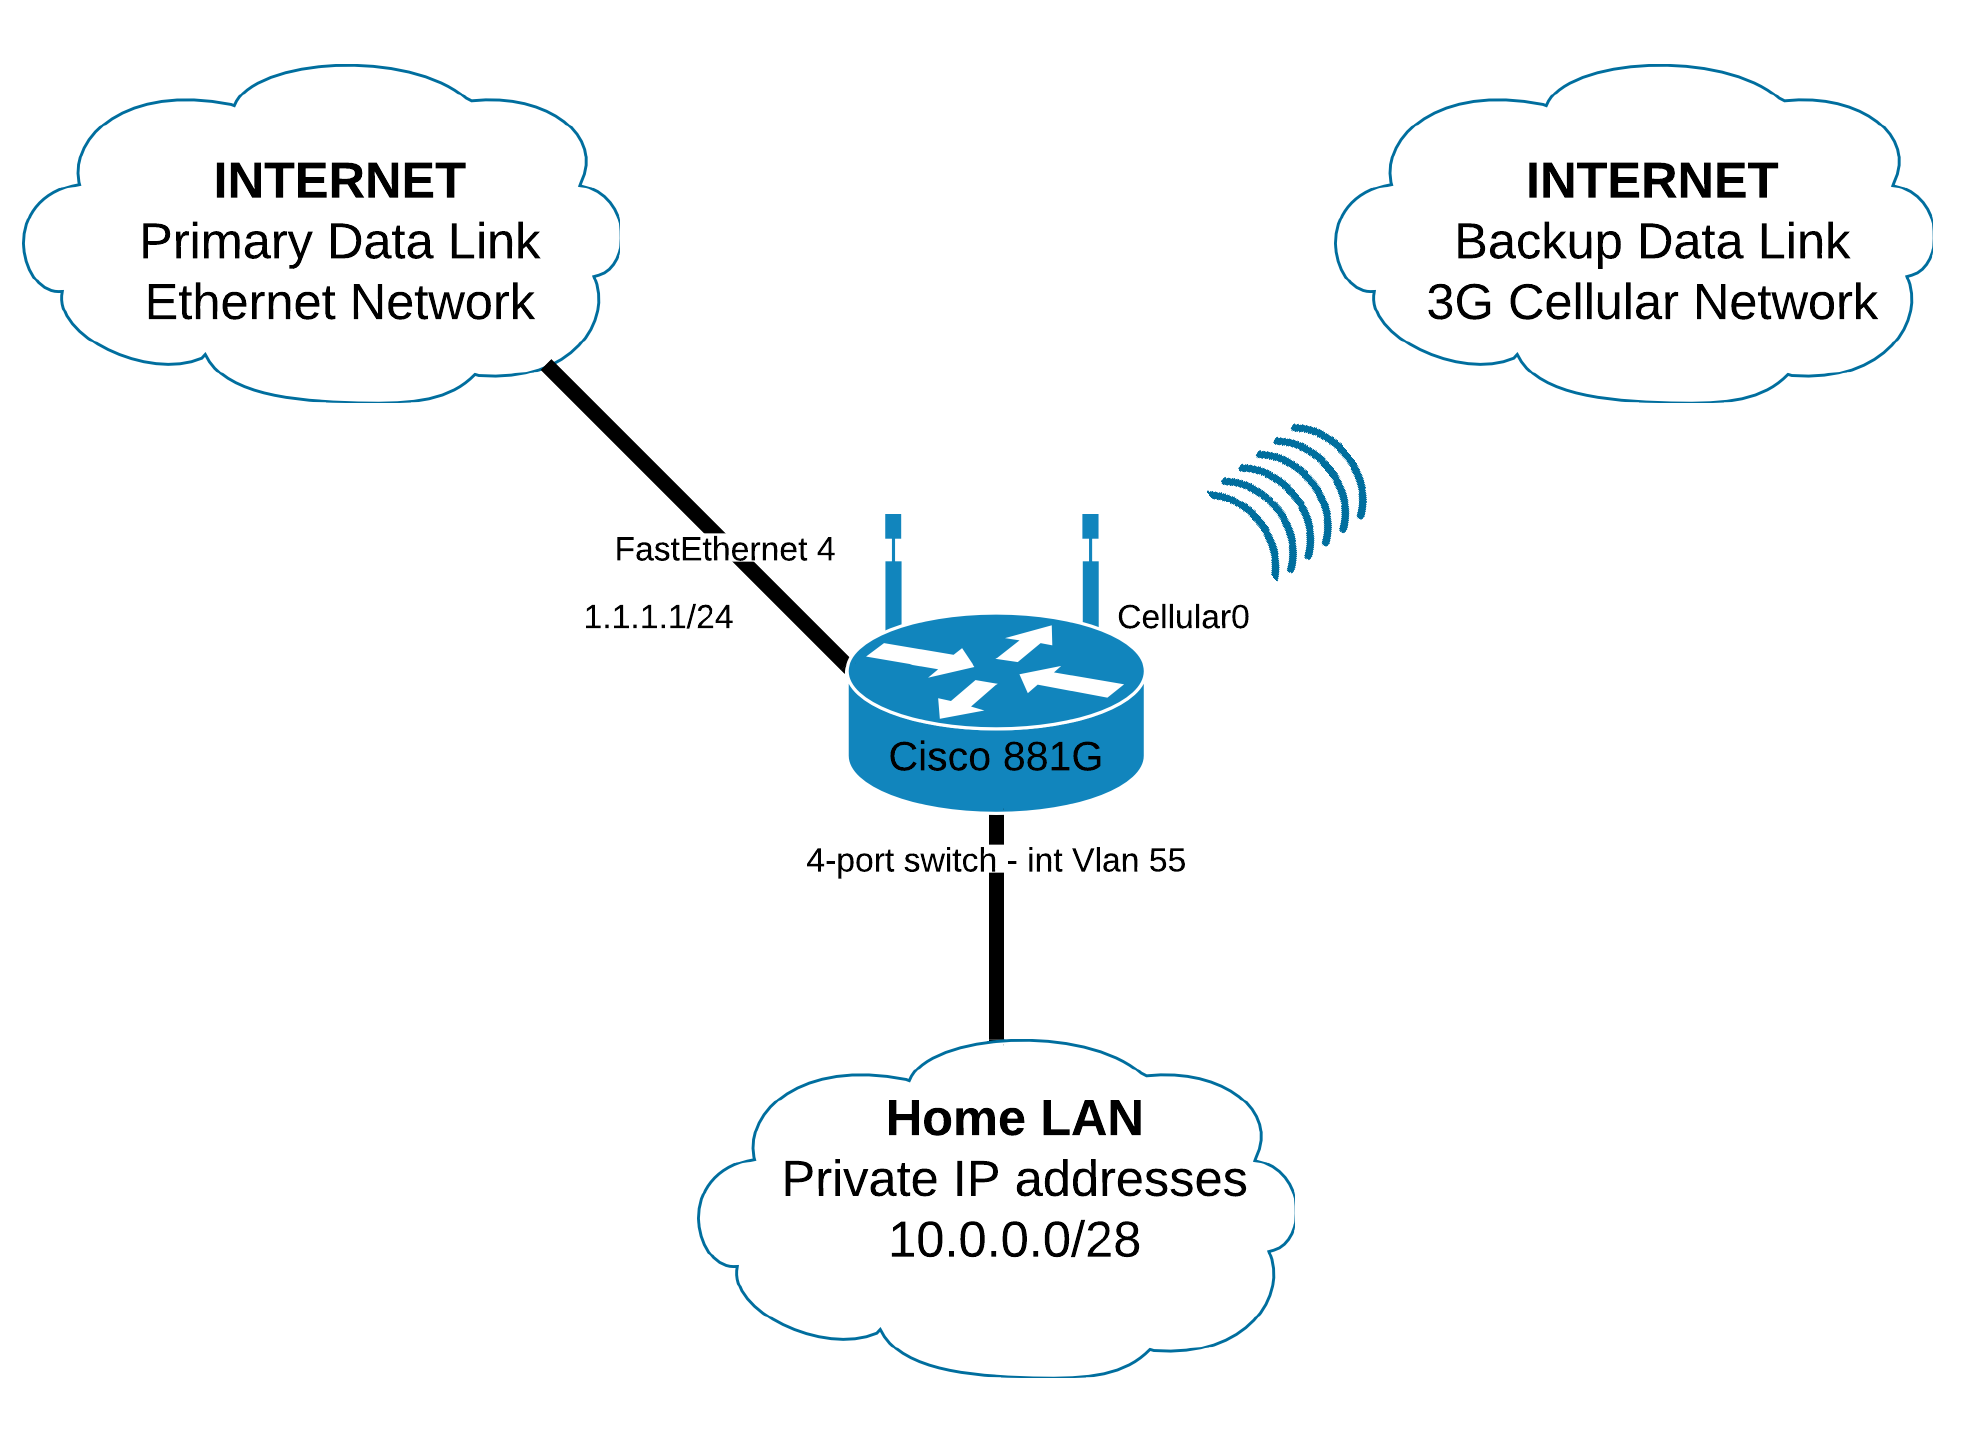 INTERNET
Primary Data Link
Ethernet Network
INTERNET
Backup Data Link
3G Cellular Network
FastEthernet 4
1.1.1.1/24
Cellular0
Cisco 881G
4-port switch - int Vlan 55
Home LAN
Private IP addresses
10.0.0.0/28